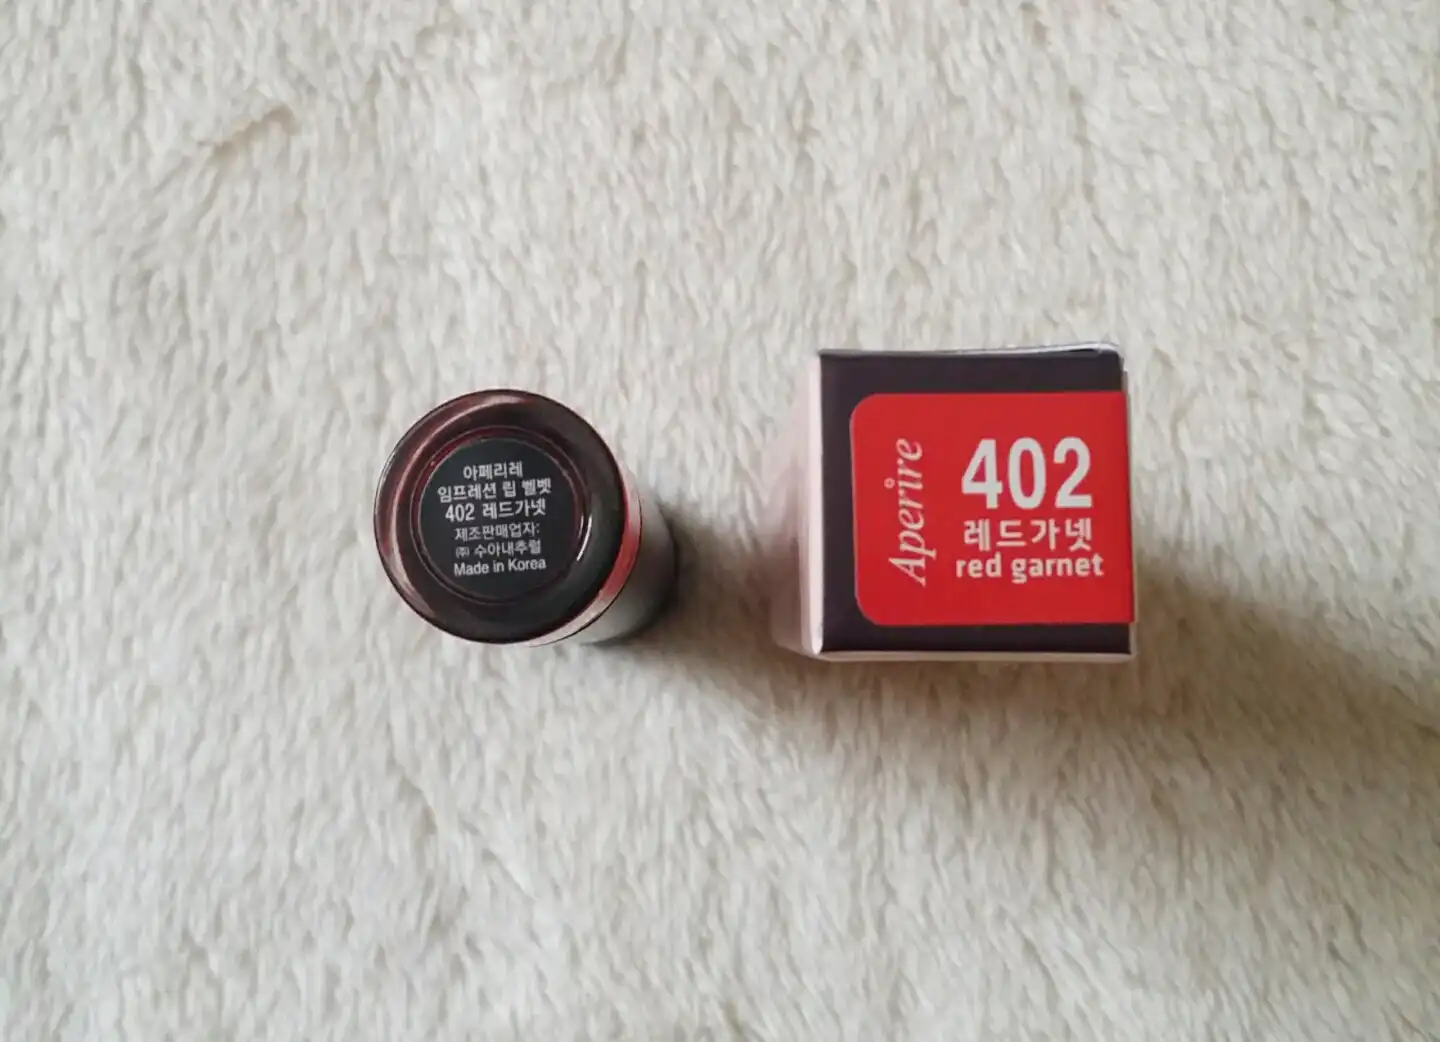 아페리레
임프레션 립 벨벳
402 레드가넷
제조판매업자:
㈜ 수아내추럴
Made in Korea
Aperire
402
레드가넷
red garnet